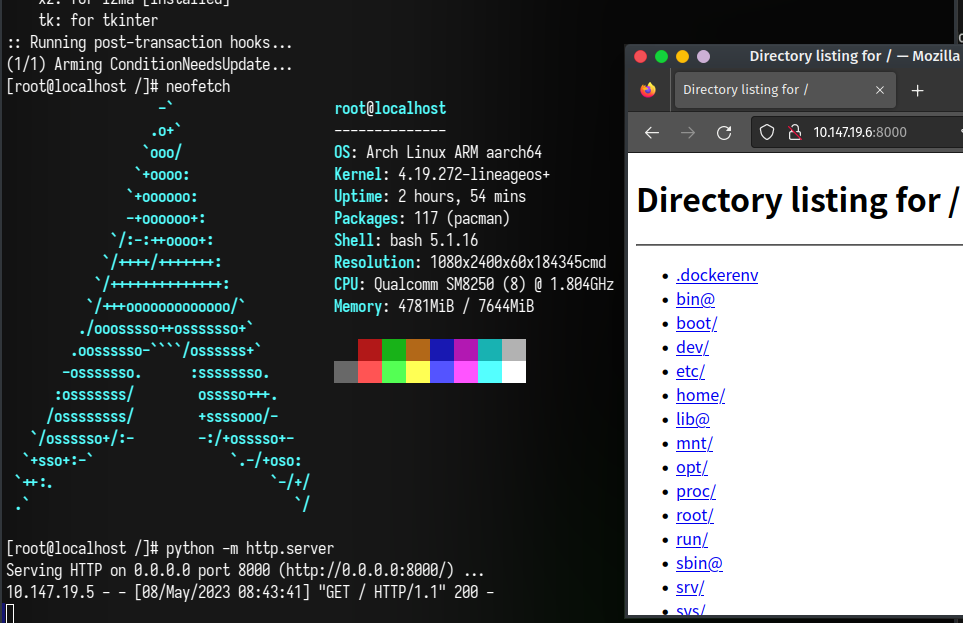 xz: for lzma [installed]
tk: for tkinter
:: Running post-transaction hooks...
(1/1) Arming ConditionNeedsUpdate...
[root@localhost /]# neofetch
-`
.o+`
`ooo/
`+oooo:
`+oooooo:
-+oooooo+:
`/:-:++oooo+:
`/++++/+++++++:
`/++++++++++++++:
`/+++ooooooooooooo/`
./ooosssso++osssssso+`
.oossssso-````/ossssss+`
-osssssso.      :ssssssso.
:osssssss/        osssso+++.
/ossssssss/        +ssssooo/-
`/ossssso+/:-        -:/+osssso+-
`+sso+:-`                 `.-/+oso:
`++:.                           `-/+/
.`                                 `/
root@localhost
--------------
OS: Arch Linux ARM aarch64
Kernel: 4.19.272-lineageos+
Uptime: 2 hours, 54 mins
Packages: 117 (pacman)
Shell: bash 5.1.16
Resolution: 1080x2400x60x184345cmd
CPU: Qualcomm SM8250 (8) @ 1.804GHz
Memory: 4781MiB / 7644MiB
[root@localhost /]# python -m http.server
Serving HTTP on 0.0.0.0 port 8000 (http://0.0.0.0:8000/) ...
10.147.19.5 - - [08/May/2023 08:43:41] "GET / HTTP/1.1" 200 -
Directory listing for / — Mozilla
Directory listing for /
10.147.19.6:8000
Directory listing for /
.dockerenv
bin@
boot/
dev/
etc/
home/
lib@
mnt/
opt/
proc/
root/
run/
sbin@
srv/
sys/